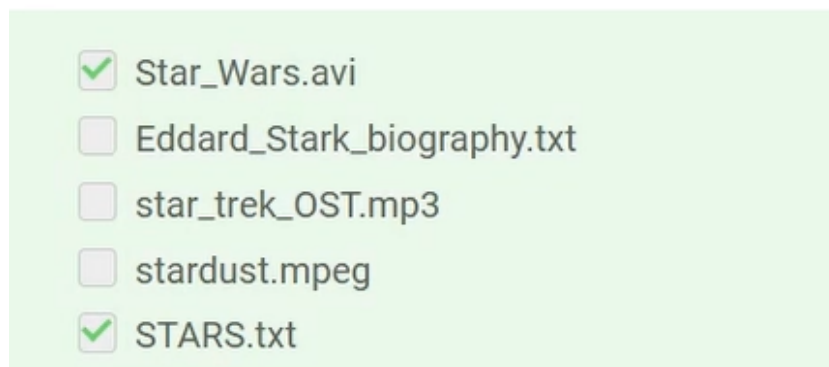 Star_Wars.avi
Eddard_Stark_biography.txt
star_trek_OST.mp3
stardust.mpeg
STARS.txt